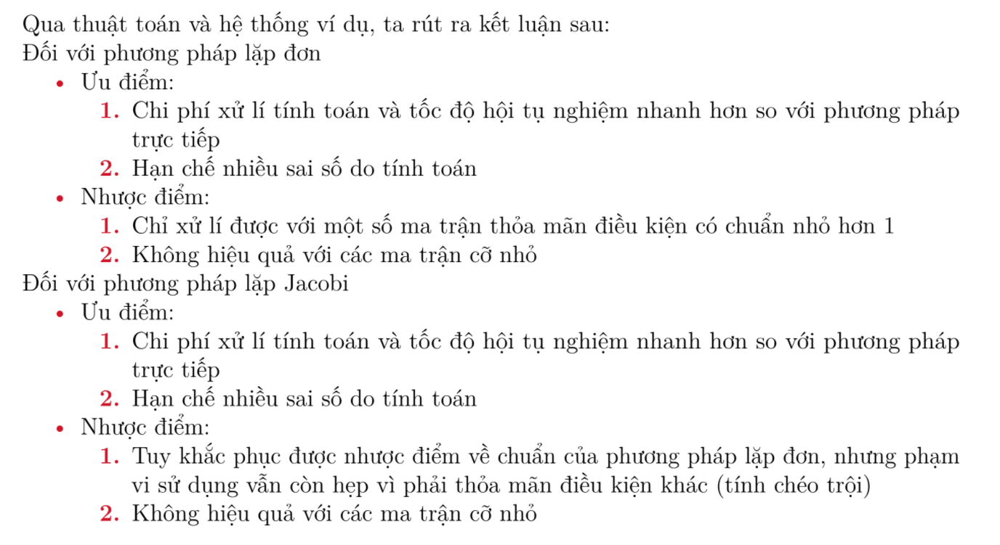 Qua thuật toán và hệ thống ví dụ, ta rút ra kết luận sau:
Đối với phương pháp lặp đơn
• Ưu điểm:
1. Chi phí xử lí tính toán và tốc độ hội tụ nghiệm nhanh hơn so với phương pháp
trực tiếp
2. Hạn chế nhiều sai số do tính toán
• Nhược điểm:
1. Chỉ xử lí được với một số ma trận thỏa mãn điều kiện có chuẩn nhỏ hơn 1
2. Không hiệu quả với các ma trận cỡ nhỏ
Đối với phương pháp lặp Jacobi
• Ưu điểm:
1. Chi phí xử lí tính toán và tốc độ hội tụ nghiệm nhanh hơn so với phương pháp
trực tiếp
2. Hạn chế nhiều sai số do tính toán
• Nhược điểm:
1. Tuy khắc phục được nhược điểm về chuẩn của phương pháp lặp đơn, nhưng phạm
vi sử dụng vẫn còn hẹp vì phải thỏa mãn điều kiện khác (tính chéo trội)
2. Không hiệu quả với các ma trận cỡ nhỏ